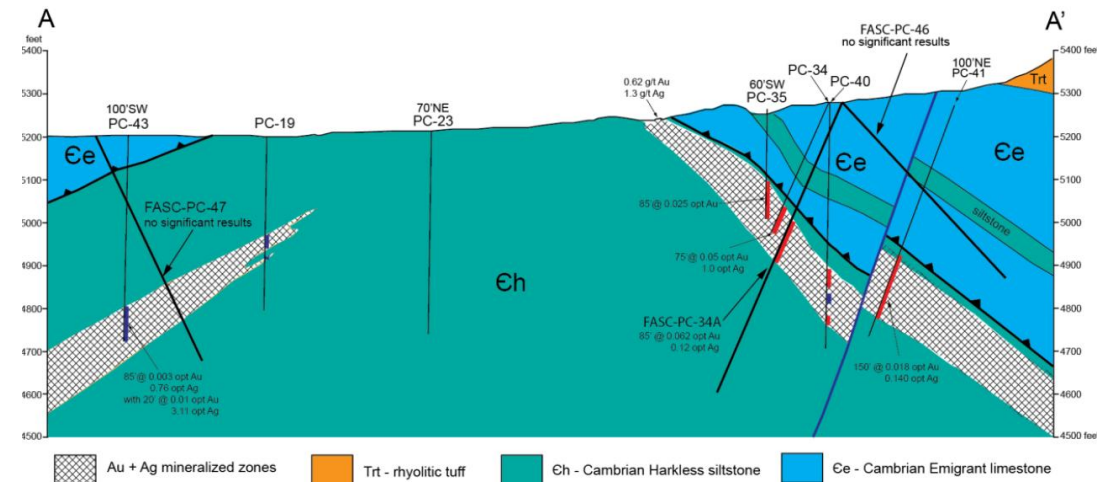 A
A'
feet
5400
5300
5200
5100
5000
4900
4800
4700
4600
4500
5400 feet
5300
5200
5100
5000
4900
4800
4700
4600
4500 feet
100'SW
PC-43
PC-19
70'NE
PC-23
0.62 g/t Au
1.3 g/t Ag
60'SW
PC-35
PC-34
PC-40
FASC-PC-46
no significant results
100'NE
PC-41
Trt
Єe
Єe
Єe
Єh
siltstone
FASC-PC-47
no significant results
85'@ 0.025 opt Au
75'@ 0.05 opt Au
1.0 opt Ag
FASC-PC-34A
85'@ 0.062 opt Au
0.12 opt Ag
150'@ 0.018 opt Au
0.140 opt Ag
85'@ 0.003 opt Au
0.76 opt Ag
with 20'@ 0.01 opt Au
3.11 opt Ag
Au + Ag mineralized zones
Trt - rhyolitic tuff
Єh - Cambrian Harkless siltstone
Єe - Cambrian Emigrant limestone